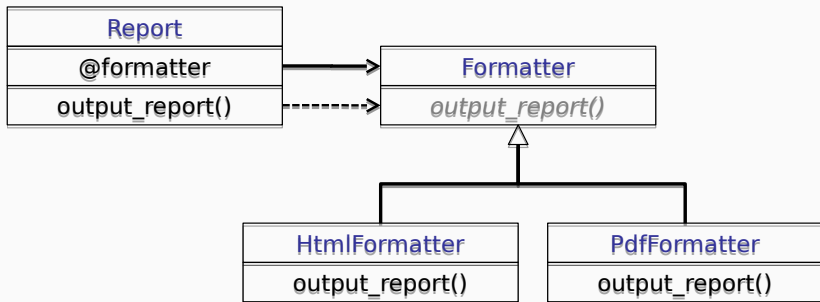 Report
@formatter
output_report()
Formatter
output_report()
HtmlFormatter
output_report()
PdfFormatter
output_report()